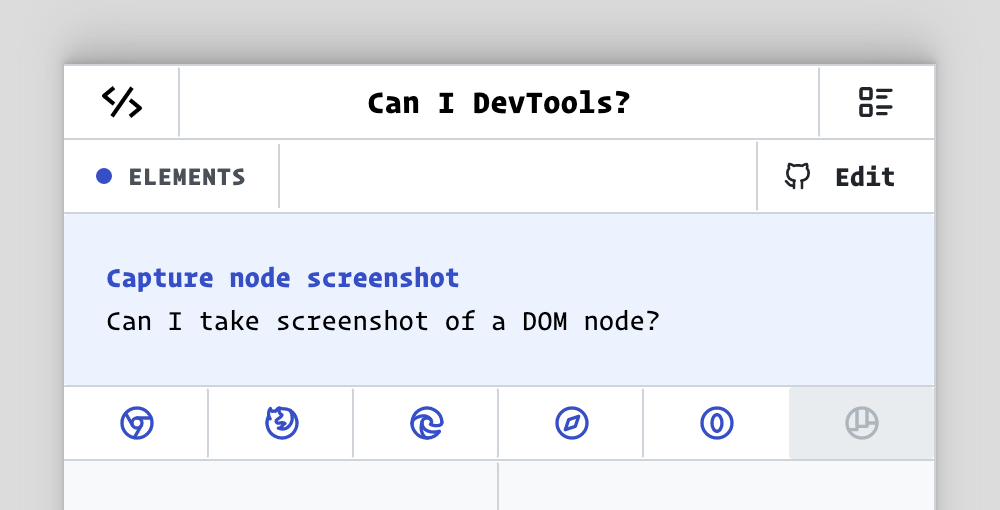 Can I DevTools?
ELEMENTS
Edit
Capture node screenshot
Can I take screenshot of a DOM node?